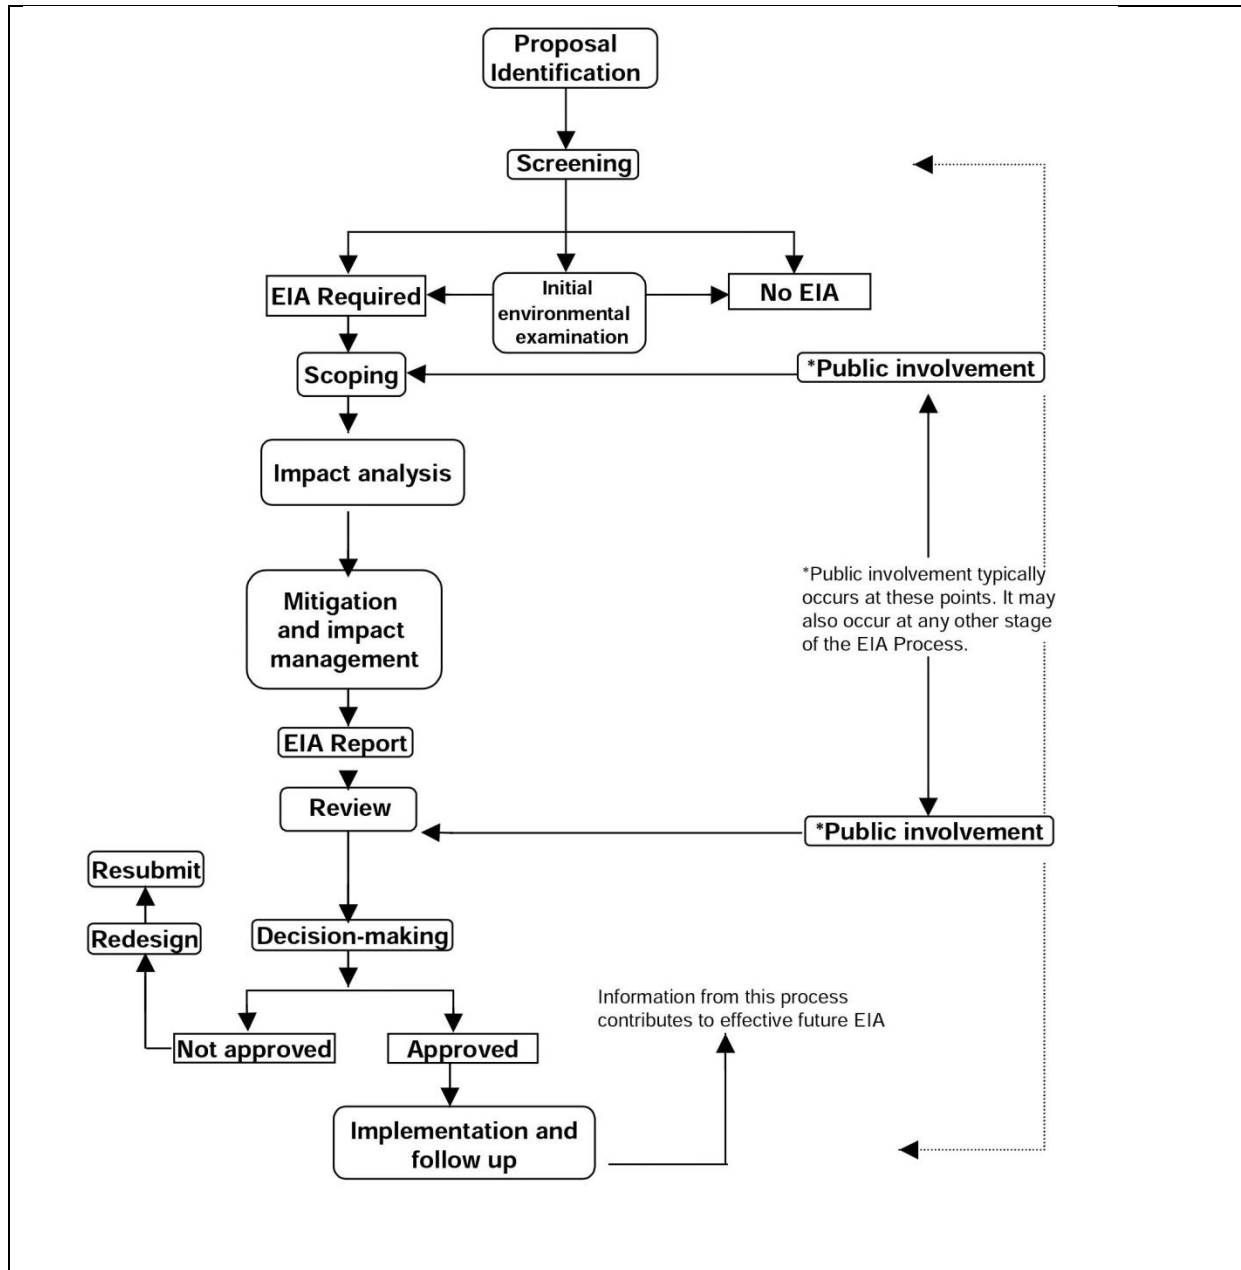 Proposal
Identification
Screening
EIA Required
Initial
environmental
examination
No EIA
Scoping
*Public involvement
Impact analysis
*Public involvement typically
occurs at these points. It may
also occur at any other stage
of the EIA Process.
Mitigation
and impact
management
EIA Report
Review
*Public involvement
Resubmit
Redesign
Decision-making
Information from this process
contributes to effective future EIA
Not approved
Approved
Implementation and
follow up